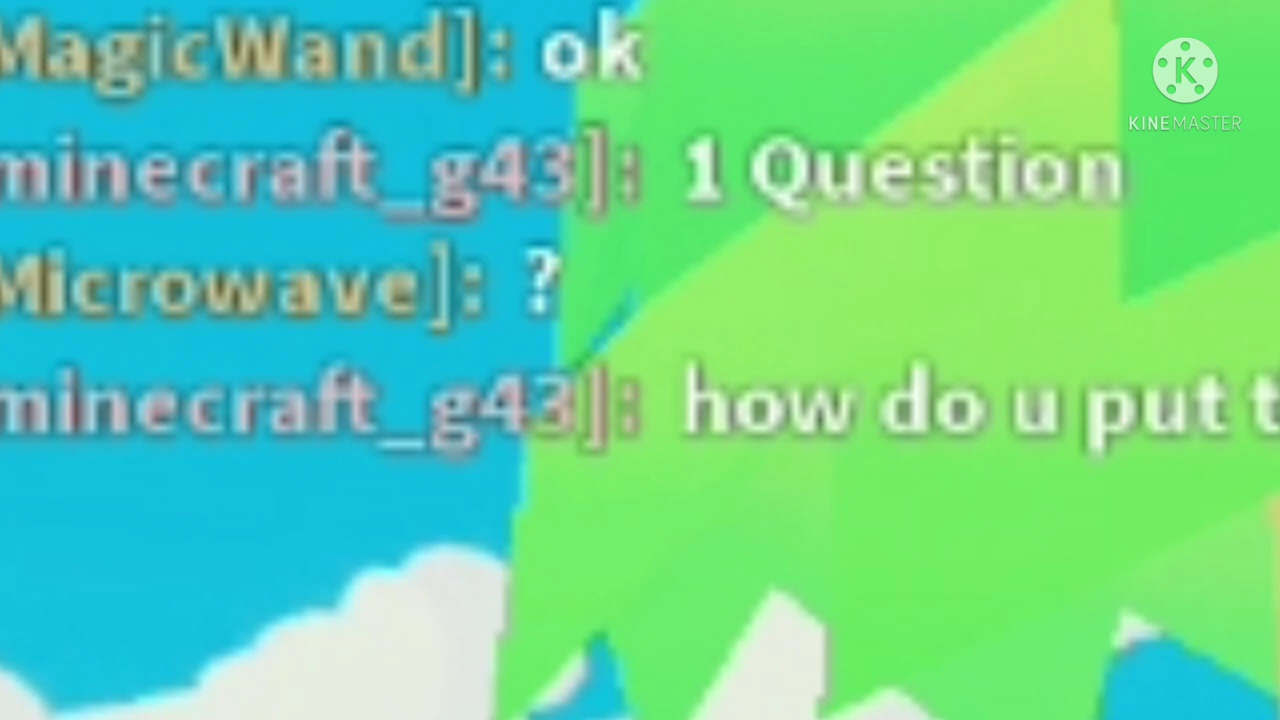 MagicWand]: ok
minecraft_g43]: 1 Question
Microwave]: ?
minecraft_g43]: how do u put t
K
KINEMASTER